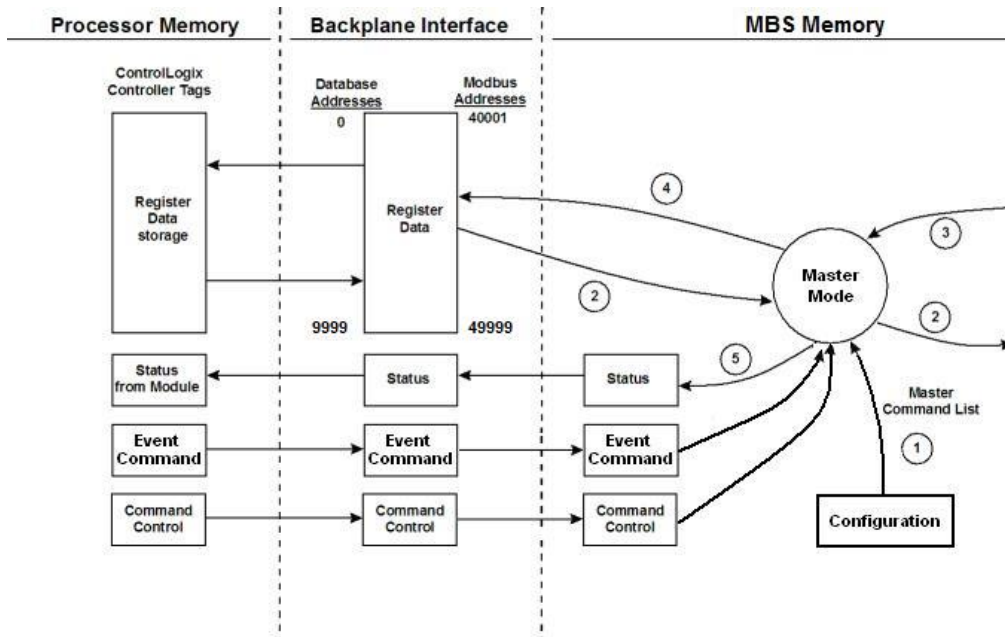 Processor Memory
Backplane Interface
MBS Memory
ControlLogix
Controller Tags
Database
Addresses
0
Modbus
Addresses
40001
Register
Data
storage
Register
Data
9999
49999
4
3
2
Master
Mode
2
5
Status
from Module
Status
Status
Master
Command List
1
Event
Command
Event
Command
Event
Command
Command
Control
Command
Control
Command
Control
Configuration